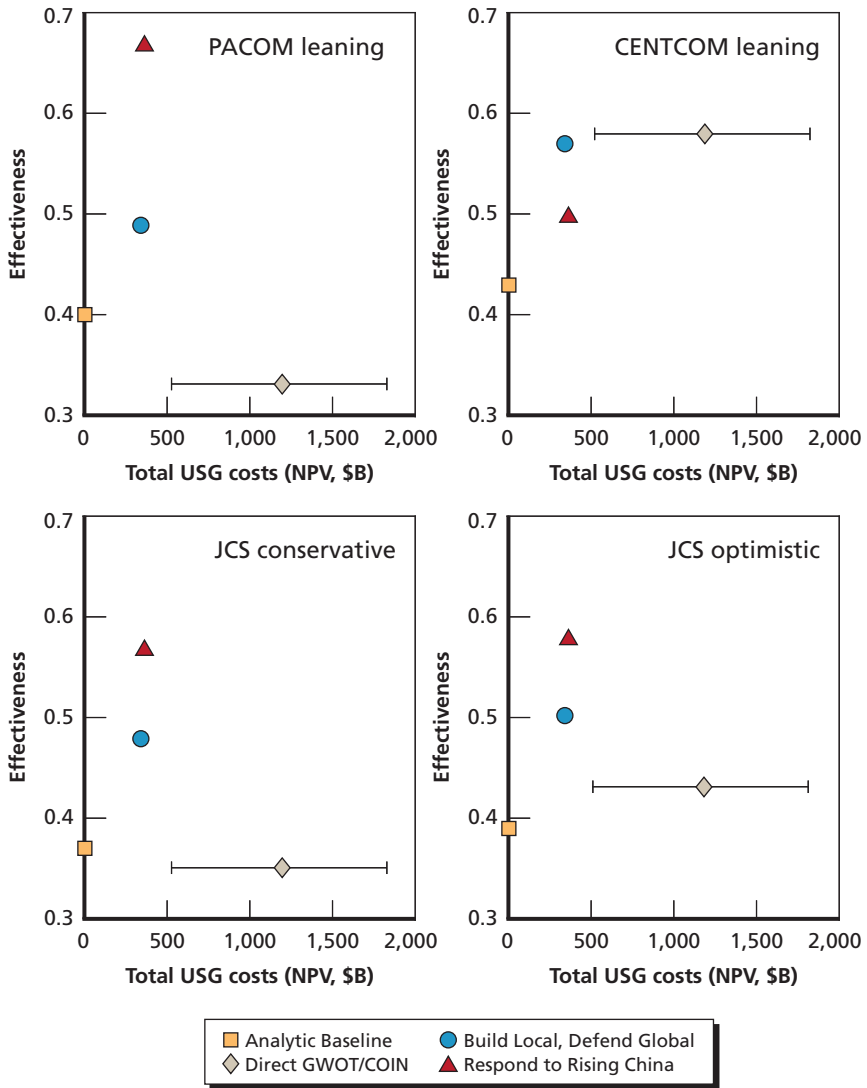 PACOM leaning
0.7
0.6
0.5
0.4
0.3
Effectiveness
0
500
1,000
1,500
2,000
Total USG costs (NPV, $B)
CENTCOM leaning
0.7
0.6
0.5
0.4
0.3
Effectiveness
0
500
1,000
1,500
2,000
Total USG costs (NPV, $B)
JCS conservative
0.7
0.6
0.5
0.4
0.3
Effectiveness
0
500
1,000
1,500
2,000
Total USG costs (NPV, $B)
JCS optimistic
0.7
0.6
0.5
0.4
0.3
Effectiveness
0
500
1,000
1,500
2,000
Total USG costs (NPV, $B)
Analytic Baseline
Build Local, Defend Global
Direct GWOT/COIN
Respond to Rising China